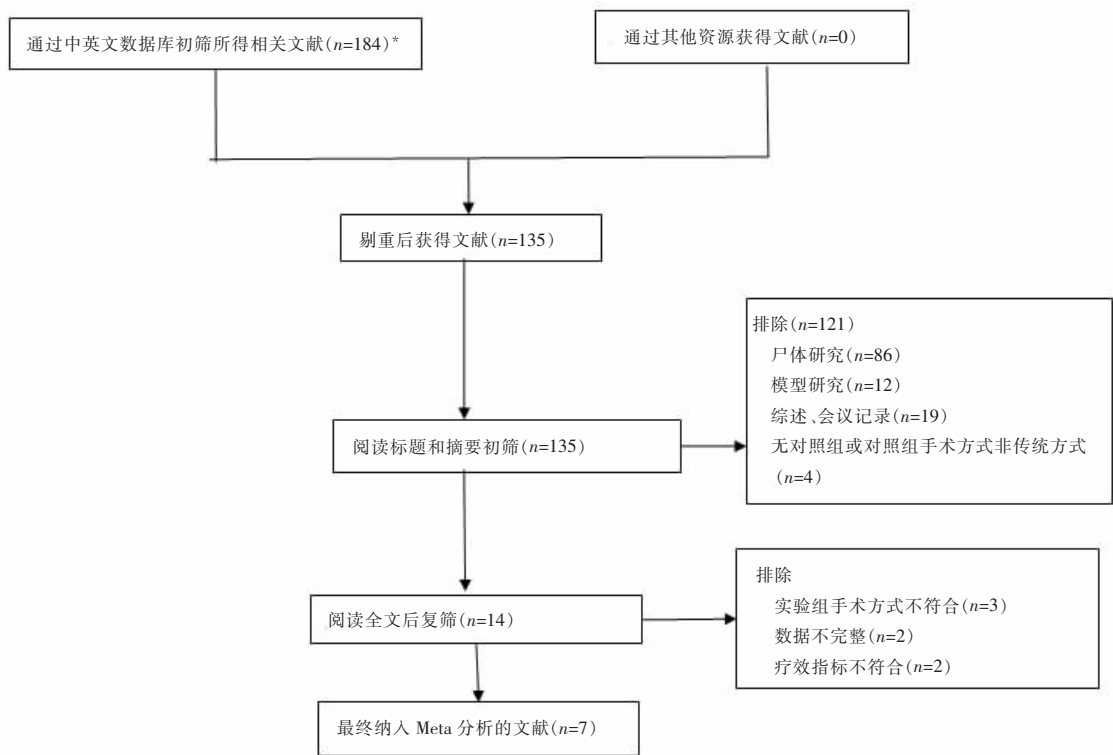 通过中英文数据库初筛所得相关文献(n=184)*
通过其他资源获得文献(n=0)
剔重后获得文献(n=135)
排除(n=121)
尸体研究(n=86)
模型研究(n=12)
综述、会议记录(n=19)
无对照组或对照组手术方式非传统方式
(n=4)
阅读标题和摘要初筛(n=135)
排除
实验组手术方式不符合(n=3)
数据不完整(n=2)
疗效指标不符合(n=2)
阅读全文后复筛(n=14)
最终纳入 Meta 分析的文献(n=7)